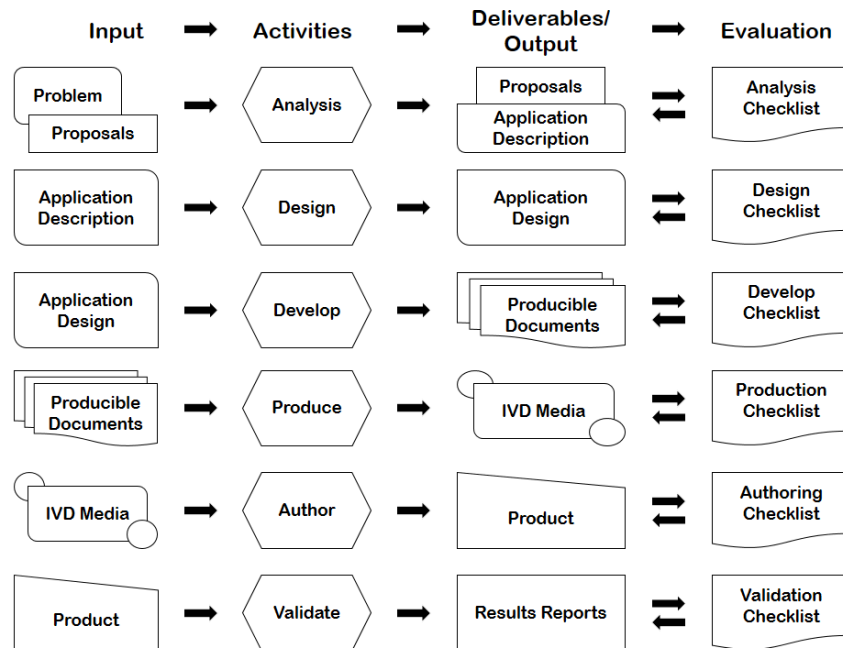 Input
Activities
Deliverables/
Output
Evaluation
Problem
Proposals
Analysis
Proposals
Application
Description
Analysis
Checklist
Application
Description
Design
Application
Design
Design
Checklist
Application
Design
Develop
Producible
Documents
Develop
Checklist
Producible
Documents
Produce
IVD Media
Production
Checklist
IVD Media
Author
Product
Authoring
Checklist
Product
Validate
Results Reports
Validation
Checklist